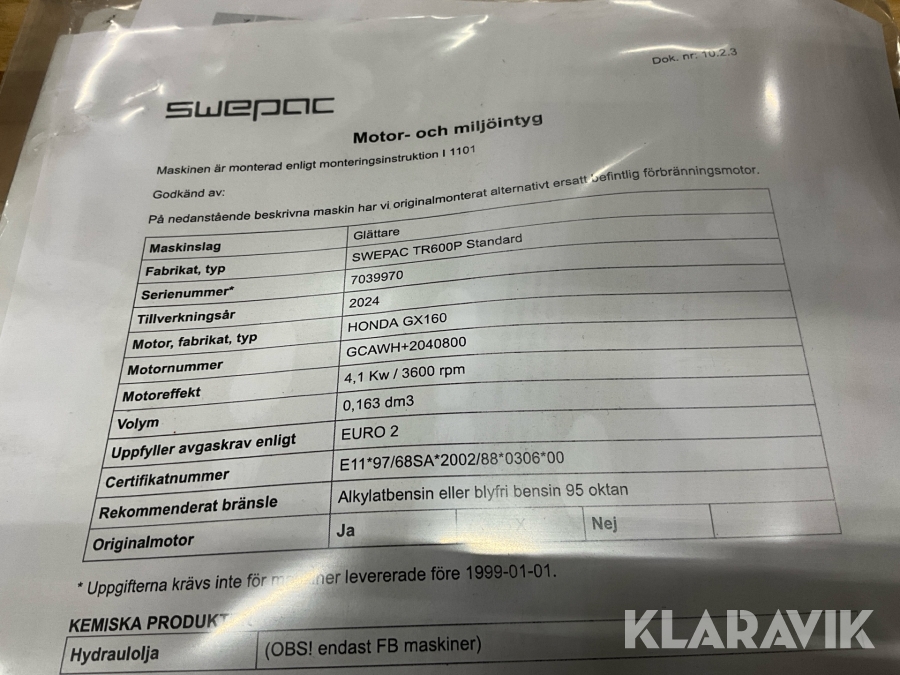 Dok. nr: 10.2.3
swepac
Motor- och miljöintyg
Maskinen är monterad enligt monteringsinstruktion I 1101
Godkänd av:
På nedanstående beskrivna maskin har vi originalmonterat alternativt ersatt befintlig förbränningsmotor.
Maskinslag Glättare
Fabrikat, typ SWEPAC TR600P Standard
Serienummer* 7039970
Tillverkningsår 2024
Motor, fabrikat, typ HONDA GX160
Motornummer GCAWH+2040800
Motoreffekt 4,1 Kw / 3600 rpm
Volym 0,163 dm3
Uppfyller avgaskrav enligt EURO 2
Certifikatnummer E11*97/68SA*2002/88*0306*00
Rekommenderat bränsle Alkylatbensin eller blyfri bensin 95 oktan
Originalmotor Ja X Nej
* Uppgifterna krävs inte för maskiner levererade före 1999-01-01.
KEMISKA
Hydraulolja (OBS! endast FB maskiner)
KLARAVIK